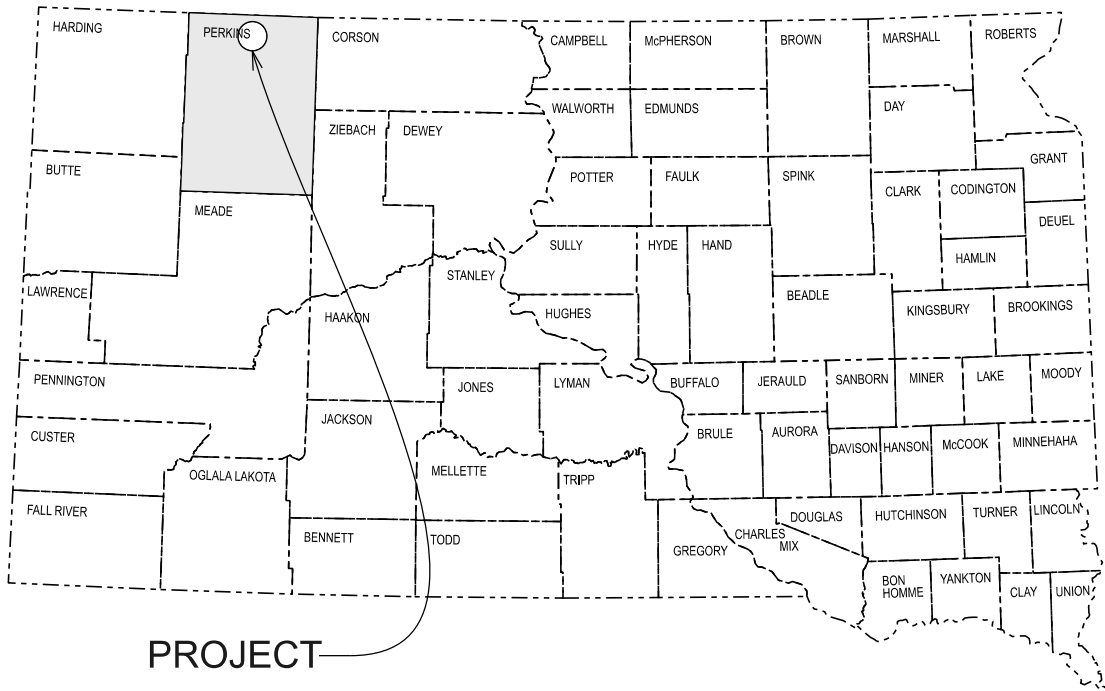 HARDING
PERKINS
CORSON
CAMPBELL
McPHERSON
BROWN
MARSHALL
ROBERTS
WALWORTH
EDMUNDS
DAY
ZIEBACH
DEWEY
GRANT
BUTTE
POTTER
FAULK
SPINK
CLARK
CODINGTON
MEADE
DEUEL
SULLY
HYDE
HAND
HAMLIN
STANLEY
LAWRENCE
BEADLE
HAAKON
HUGHES
KINGSBURY
BROOKINGS
PENNINGTON
JONES
LYMAN
BUFFALO
JERAULD
SANBORN
MINER
LAKE
MOODY
JACKSON
CUSTER
BRULE
AURORA
DAVISON
HANSON
McCOOK
MINNEHAHA
OGLALA LAKOTA
MELLETTE
TRIPP
FALL RIVER
DOUGLAS
HUTCHINSON
TURNER
LINCOLN
BENNETT
TODD
GREGORY
CHARLES
MIX
BON
HOMME
YANKTON
CLAY
UNION
PROJECT